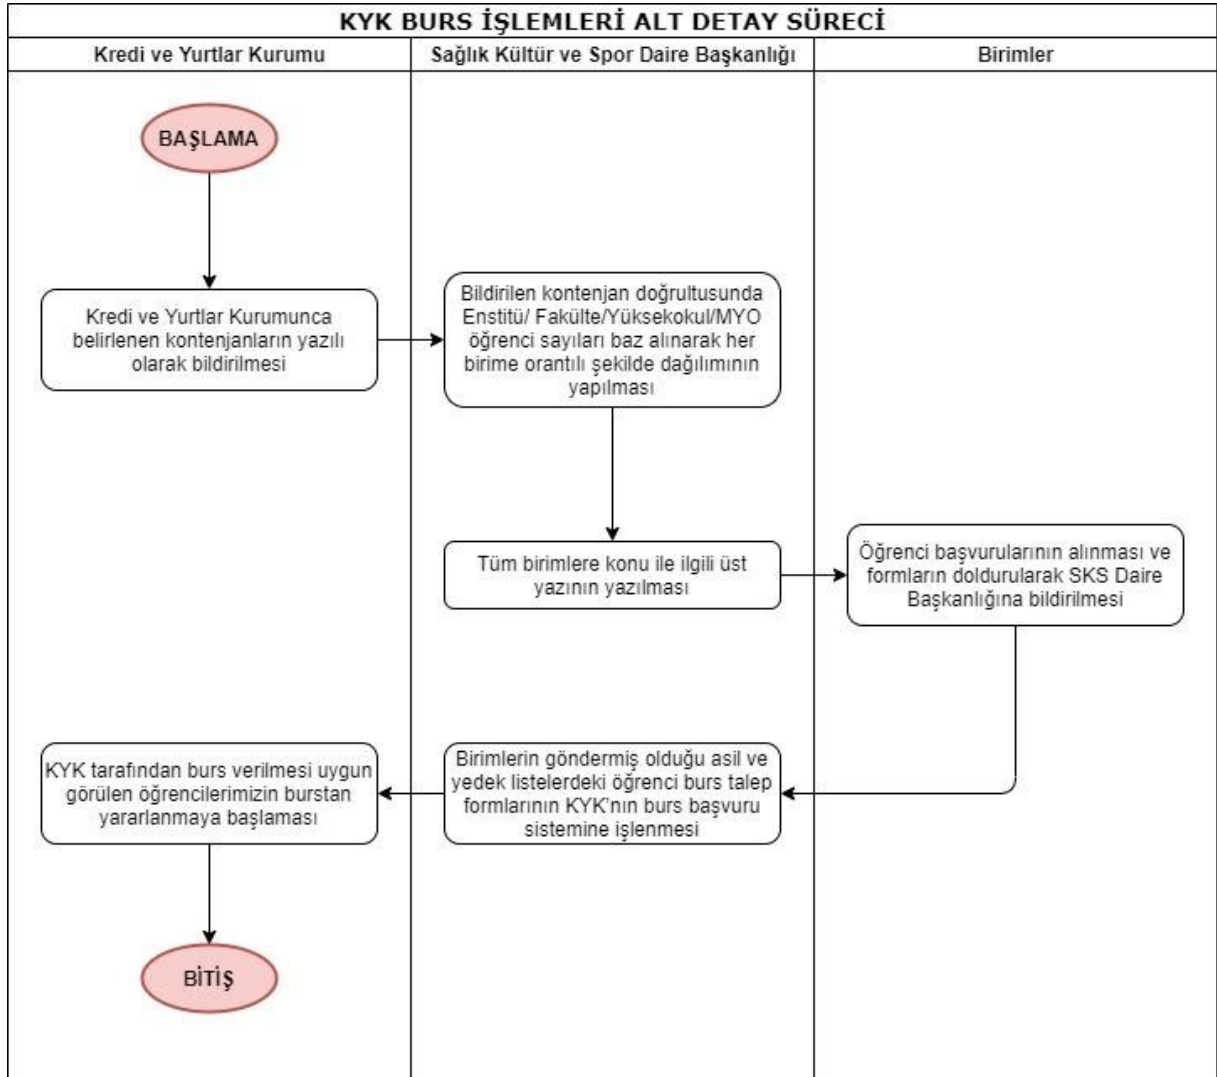 KYK BURS İŞLEMLERİ ALT DETAY SÜRECİ
Kredi ve Yurtlar Kurumu
Sağlık Kültür ve Spor Daire Başkanlığı
Birimler
BAŞLAMA
Kredi ve Yurtlar Kurumunca
belirlenen kontenjanların yazılı
olarak bildirilmesi
Bildirilen kontenjan doğrultusunda
Enstitü/ Fakülte/Yüksekokul/MYO
öğrenci sayıları baz alınarak her
birime orantılı şekilde dağılımının
yapılması
Tüm birimlere konu ile ilgili üst
yazının yazılması
Öğrenci başvurularının alınması ve
formların doldurularak SKS Daire
Başkanlığına bildirilmesi
Birimlerin göndermiş olduğu asil ve
yedek listelerdeki öğrenci burs talep
formlarının KYK'nın burs başvuru
sistemine işlenmesi
KYK tarafından burs verilmesi uygun
görülen öğrencilerimizin burstan
yararlanmaya başlaması
BİTİŞ